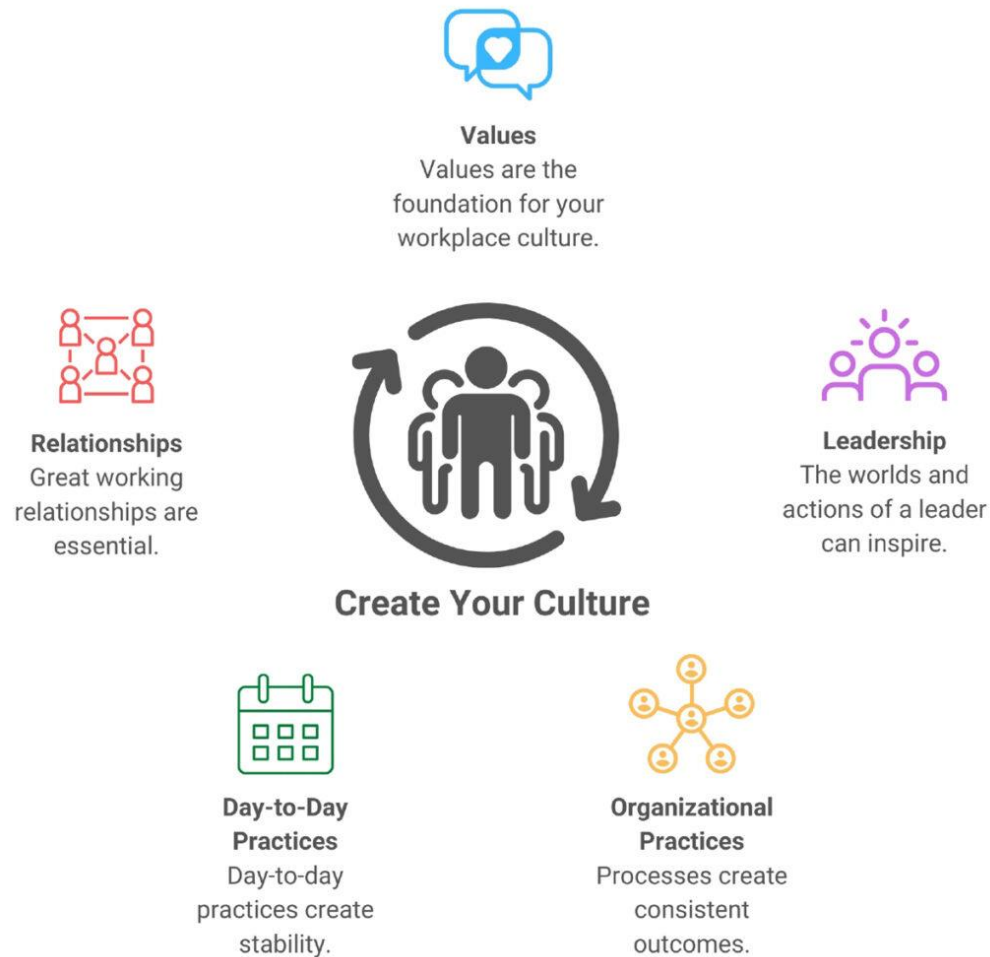 Values
Values are the
foundation for your
workplace culture.
Relationships
Great working
relationships are
essential.
Leadership
The worlds and
actions of a leader
can inspire.
Create Your Culture
Day-to-Day
Practices
Day-to-day
practices create
stability.
Organizational
Practices
Processes create
consistent
outcomes.